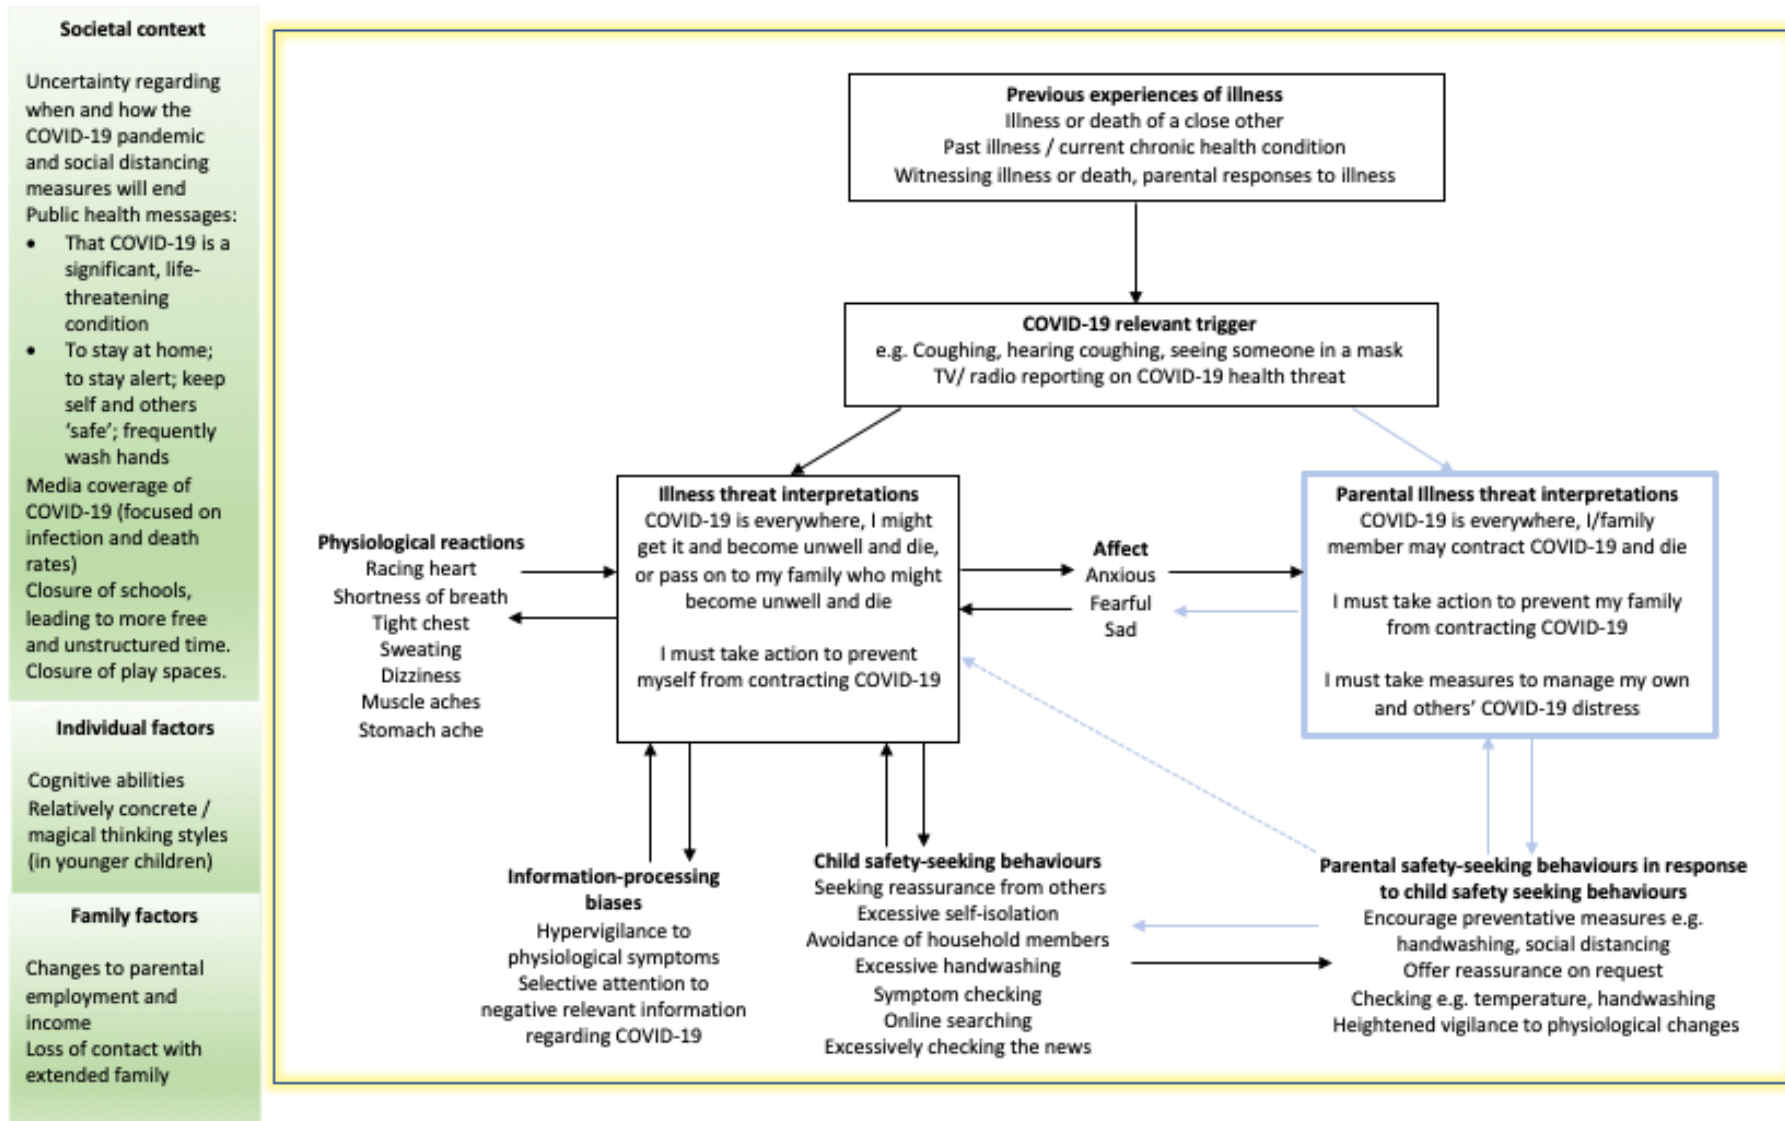 Societal context
Uncertainty regarding
when and how the
COVID-19 pandemic
and social distancing
measures will end
Public health messages:
• That COVID-19 is a
significant, life-
threatening
condition
• To stay at home;
to stay alert; keep
self and others
‘safe’; frequently
wash hands
Media coverage of
COVID-19 (focused on
infection and death
rates)
Closure of schools,
leading to more free
and unstructured time.
Closure of play spaces.
Individual factors
Cognitive abilities
Relatively concrete /
magical thinking styles
(in younger children)
Family factors
Changes to parental
employment and
income
Loss of contact with
extended family
Previous experiences of illness
Illness or death of a close other
Past illness / current chronic health condition
Witnessing illness or death, parental responses to illness
COVID-19 relevant trigger
e.g. Coughing, hearing coughing, seeing someone in a mask
TV/ radio reporting on COVID-19 health threat
Physiological reactions
Racing heart
Shortness of breath
Tight chest
Sweating
Dizziness
Muscle aches
Stomach ache
Illness threat interpretations
COVID-19 is everywhere, I might
get it and become unwell and die,
or pass on to my family who might
become unwell and die
I must take action to prevent
myself from contracting COVID-19
Affect
Anxious
Fearful
Sad
Parental Illness threat interpretations
COVID-19 is everywhere, I/family
member may contract COVID-19 and die
I must take action to prevent my family
from contracting COVID-19
I must take measures to manage my own
and others’ COVID-19 distress
Information-processing
biases
Hypervigilance to
physiological symptoms
Selective attention to
negative relevant information
regarding COVID-19
Child safety-seeking behaviours
Seeking reassurance from others
Excessive self-isolation
Avoidance of household members
Excessive handwashing
Symptom checking
Online searching
Excessively checking the news
Parental safety-seeking behaviours in response
to child safety seeking behaviours
Encourage preventative measures e.g.
handwashing, social distancing
Offer reassurance on request
Checking e.g. temperature, handwashing
Heightened vigilance to physiological changes